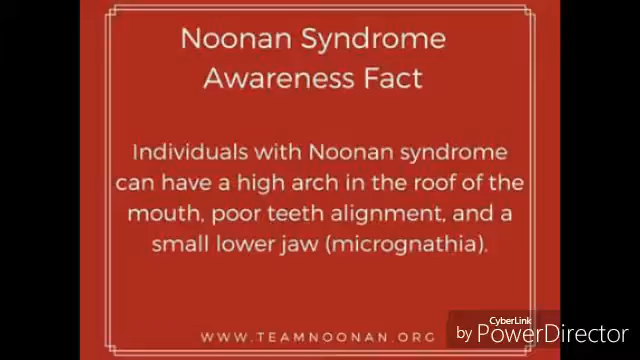 Noonan Syndrome
Awareness Fact
Individuals with Noonan syndrome
can have a high arch in the roof of the
mouth, poor teeth alignment, and a
small lower jaw (micrognathia).
WWW.TEAMNOONAN.ORG
CyberLink
by PowerDirector